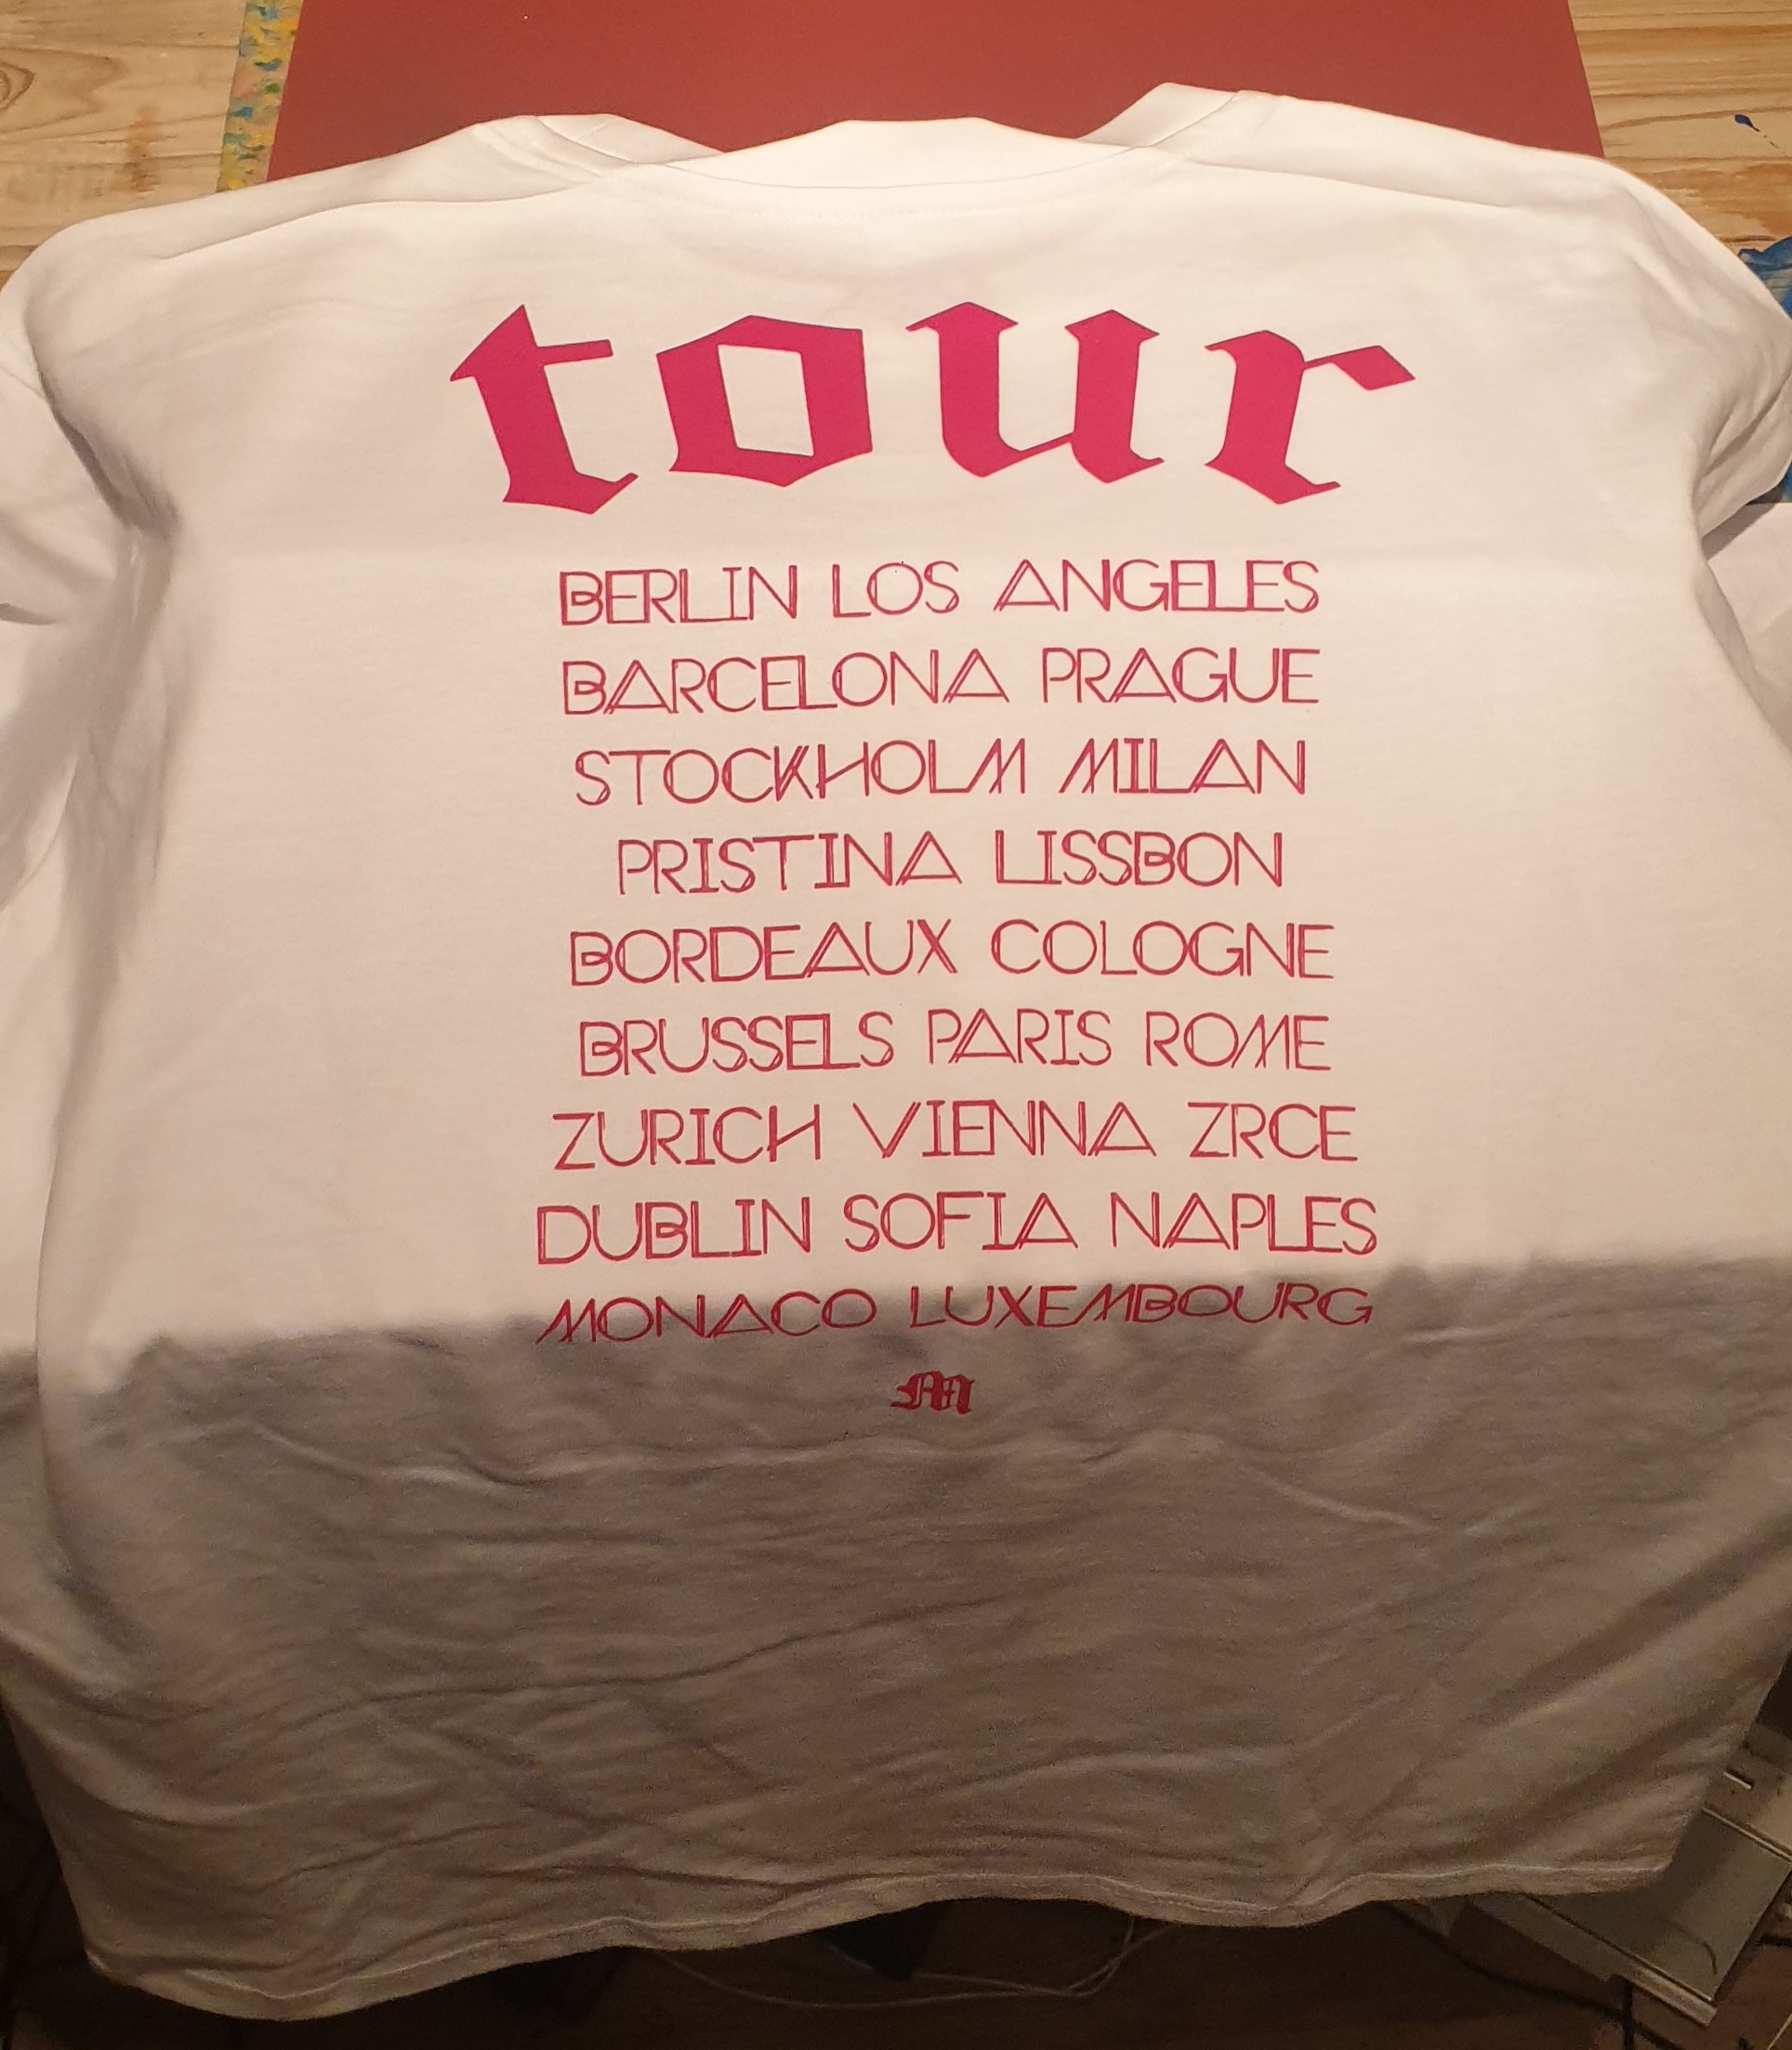 tour
BERLIN LOS ANGELES
BARCELONA PRAGUE
STOCKHOLM MILAN
PRISTINA LISSBON
BORDEAUX COLOGNE
BRUSSELS PARIS ROME
ZURICH VIENNA ZRCE
DUBLIN SOFIA NAPLES
MONACO LUXEMBOURG
M